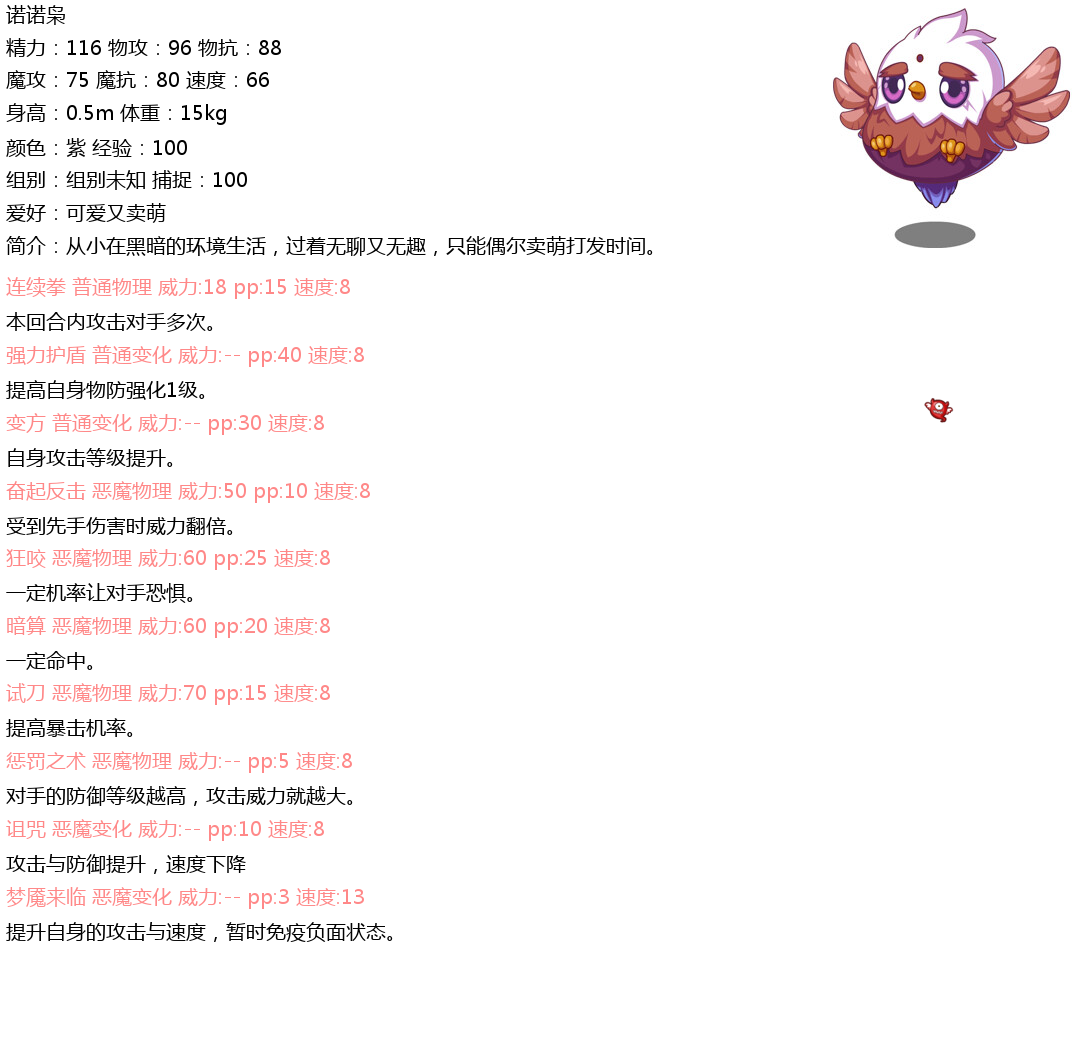 诺诺枭
精力：116 物攻：96 物抗：88
魔攻：75 魔抗：80 速度：66
身高：0.5m 体重：15kg
颜色：紫 经验：100
组别：组别未知 捕捉：100
爱好：可爱又卖萌
简介：从小在黑暗的环境生活，过着无聊又无趣，只能偶尔卖萌打发时间。
连续拳 普通物理 威力:18 pp:15 速度:8
本回合内攻击对手多次。
强力护盾 普通变化 威力:-- pp:40 速度:8
提高自身物防强化1级。
变方 普通变化 威力:-- pp:30 速度:8
自身攻击等级提升。
奋起反击 恶魔物理 威力:50 pp:10 速度:8
受到先手伤害时威力翻倍。
狂咬 恶魔物理 威力:60 pp:25 速度:8
一定机率让对手恐惧。
暗算 恶魔物理 威力:60 pp:20 速度:8
一定命中。
试刀 恶魔物理 威力:70 pp:15 速度:8
提高暴击机率。
惩罚之术 恶魔物理 威力:-- pp:5 速度:8
对手的防御等级越高，攻击威力就越大。
诅咒 恶魔变化 威力:-- pp:10 速度:8
攻击与防御提升，速度下降
梦魇来临 恶魔变化 威力:-- pp:3 速度:13
提升自身的攻击与速度，暂时免疫负面状态。